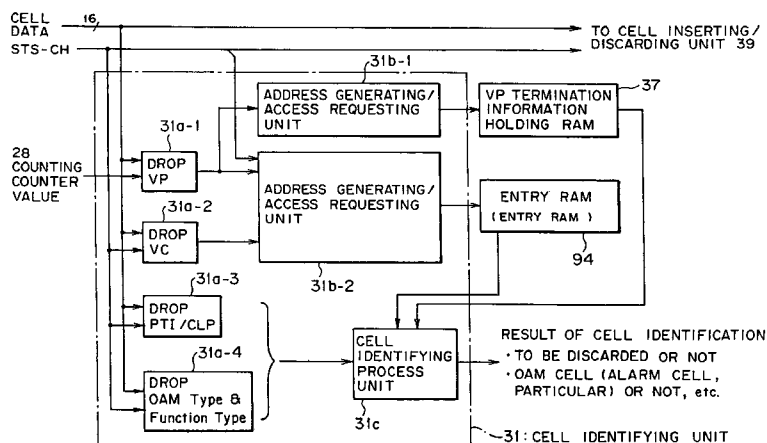 CELL DATA
16
TO CELL INSERTING/
DISCARDING UNIT 39
STS-CH
31b-1
ADDRESS GENERATING/
ACCESS REQUESTING
UNIT
37
VP TERMINATION
INFORMATION
HOLDING RAM
31a-1
DROP
VP
28
COUNTING
COUNTER
VALUE
ADDRESS GENERATING/
ACCESS REQUESTING
UNIT
31b-2
ENTRY RAM
(ENTRY RAM)
94
31a-2
DROP
VC
31a-3
DROP
PTI/CLP
31a-4
DROP
OAM Type &
Function Type
CELL
IDENTIFYING
PROCESS
UNIT
31c
RESULT OF CELL IDENTIFICATION
· TO BE DISCARDED OR NOT
· OAM CELL (ALARM CELL,
PARTICULAR) OR NOT, etc.
31: CELL IDENTIFYING UNIT